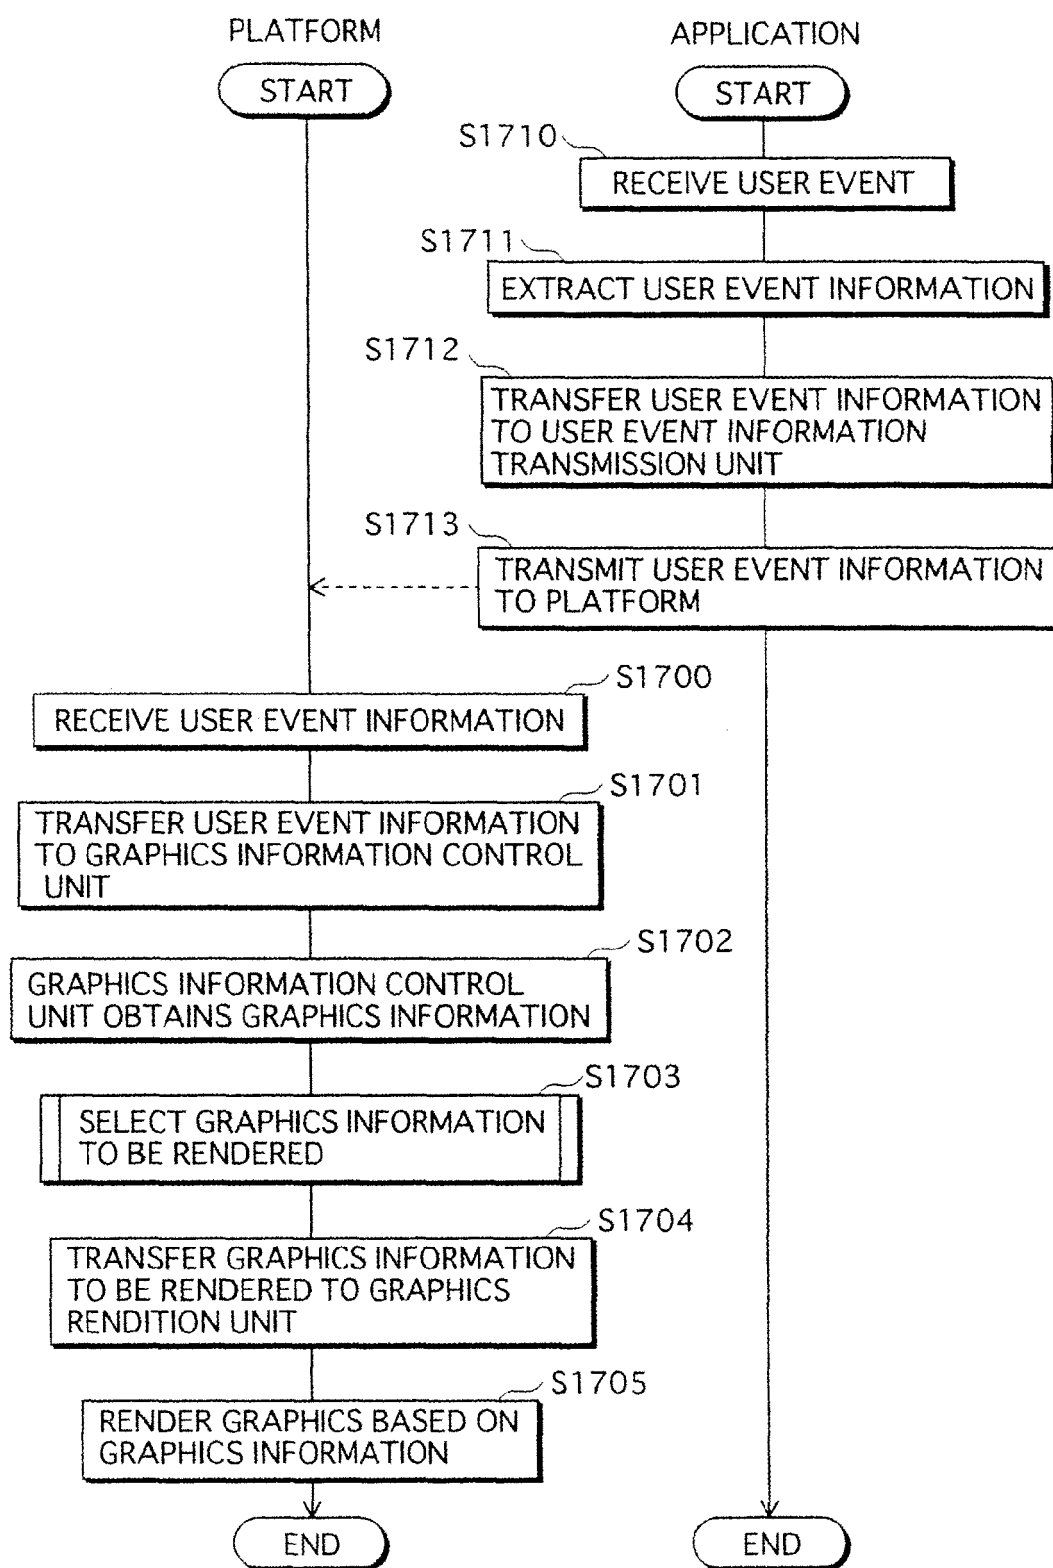 PLATFORM
APPLICATION
START
START
S1710
RECEIVE USER EVENT
S1711
EXTRACT USER EVENT INFORMATION
S1712
TRANSFER USER EVENT INFORMATION
TO USER EVENT INFORMATION
TRANSMISSION UNIT
S1713
TRANSMIT USER EVENT INFORMATION
TO PLATFORM
S1700
RECEIVE USER EVENT INFORMATION
S1701
TRANSFER USER EVENT INFORMATION
TO GRAPHICS INFORMATION CONTROL
UNIT
S1702
GRAPHICS INFORMATION CONTROL
UNIT OBTAINS GRAPHICS INFORMATION
S1703
SELECT GRAPHICS INFORMATION
TO BE RENDERED
S1704
TRANSFER GRAPHICS INFORMATION
TO BE RENDERED TO GRAPHICS
RENDITION UNIT
S1705
RENDER GRAPHICS BASED ON
GRAPHICS INFORMATION
END
END